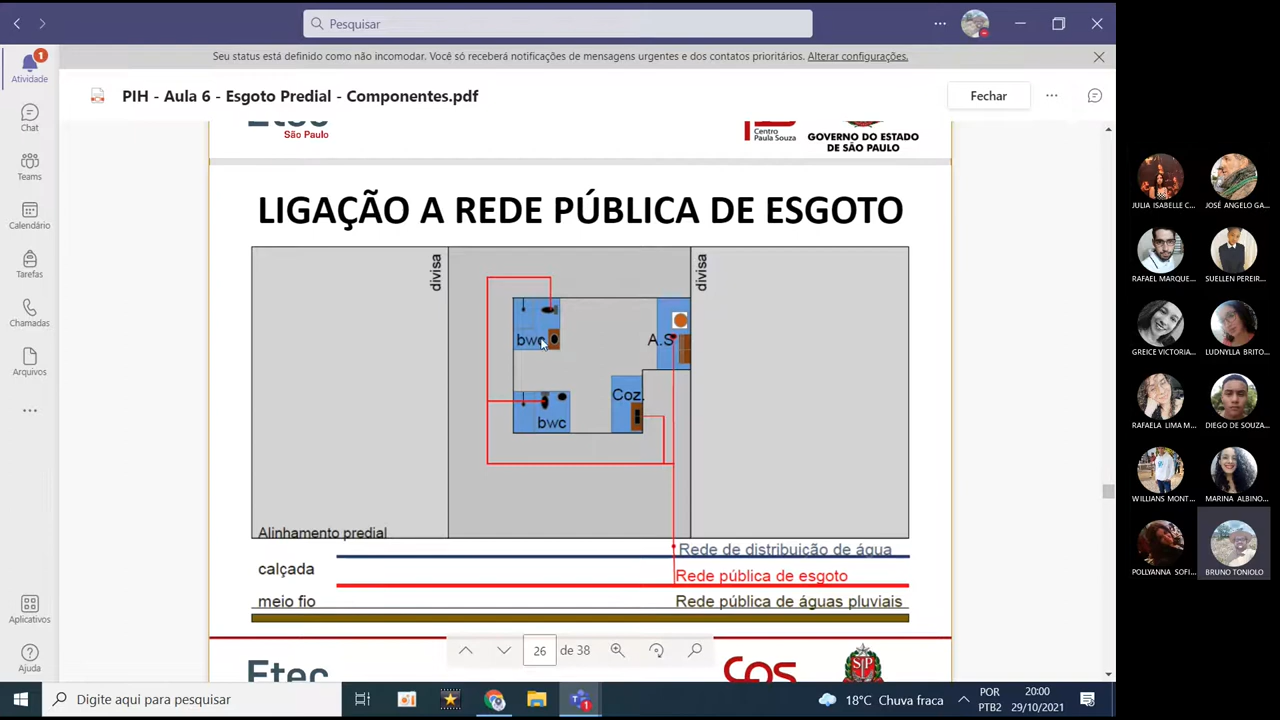 Pesquisar
Seu status está definido como não incomodar. Você só receberá notificações de mensagens urgentes e dos contatos prioritários. Alterar configurações.
1
Atividade
Chat
Teams
Calendário
Tarefas
Chamadas
Arquivos
Aplicativos
Ajuda
PIH - Aula 6 - Esgoto Predial - Componentes.pdf
Fechar
Etec
São Paulo
Centro
Paula Souza
GOVERNO DO ESTADO
DE SÃO PAULO
LIGAÇÃO A REDE PÚBLICA DE ESGOTO
divisa
divisa
bwc
A.S
Coz.
bwc
Alinhamento predial
Rede de distribuição de água
calçada
Rede pública de esgoto
meio fio
Rede pública de águas pluviais
26 de 38
Etec
Cps
SP
JULIA ISABELLE C...
JOSÉ ANGELO GA...
RAFAEL MARQUE...
SUELLEN PEREIR...
GREICE VICTORIA...
LUDNYLLA BRITO...
RAFAELA LIMA M...
DIEGO DE SOUZA...
WILLIANS MONT...
MARINA ALBINO...
POLLYANNA SOFI...
BRUNO TONIOLO
Digite aqui para pesquisar
1
18°C Chuva fraca
POR
PTB2
20:00
29/10/2021